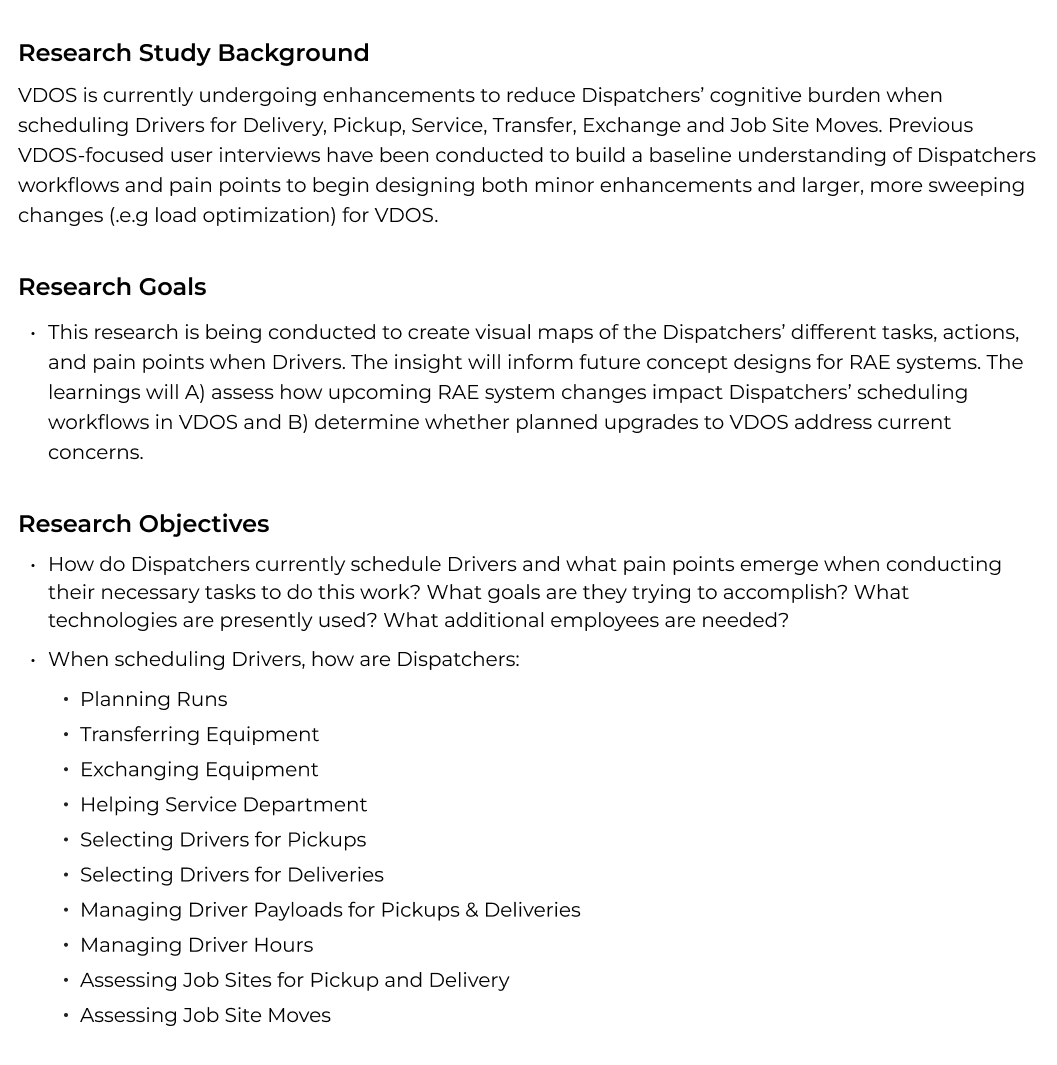 Research Study Background
VDOS is currently undergoing enhancements to reduce Dispatchers’ cognitive burden when
scheduling Drivers for Delivery, Pickup, Service, Transfer, Exchange and Job Site Moves. Previous
VDOS-focused user interviews have been conducted to build a baseline understanding of Dispatchers
workflows and pain points to begin designing both minor enhancements and larger, more sweeping
changes (.e.g load optimization) for VDOS.
Research Goals
• This research is being conducted to create visual maps of the Dispatchers’ different tasks, actions,
and pain points when Drivers. The insight will inform future concept designs for RAE systems. The
learnings will A) assess how upcoming RAE system changes impact Dispatchers’ scheduling
workflows in VDOS and B) determine whether planned upgrades to VDOS address current
concerns.
Research Objectives
• How do Dispatchers currently schedule Drivers and what pain points emerge when conducting
their necessary tasks to do this work? What goals are they trying to accomplish? What
technologies are presently used? What additional employees are needed?
• When scheduling Drivers, how are Dispatchers:
• Planning Runs
• Transferring Equipment
• Exchanging Equipment
• Helping Service Department
• Selecting Drivers for Pickups
• Selecting Drivers for Deliveries
• Managing Driver Payloads for Pickups & Deliveries
• Managing Driver Hours
• Assessing Job Sites for Pickup and Delivery
• Assessing Job Site Moves